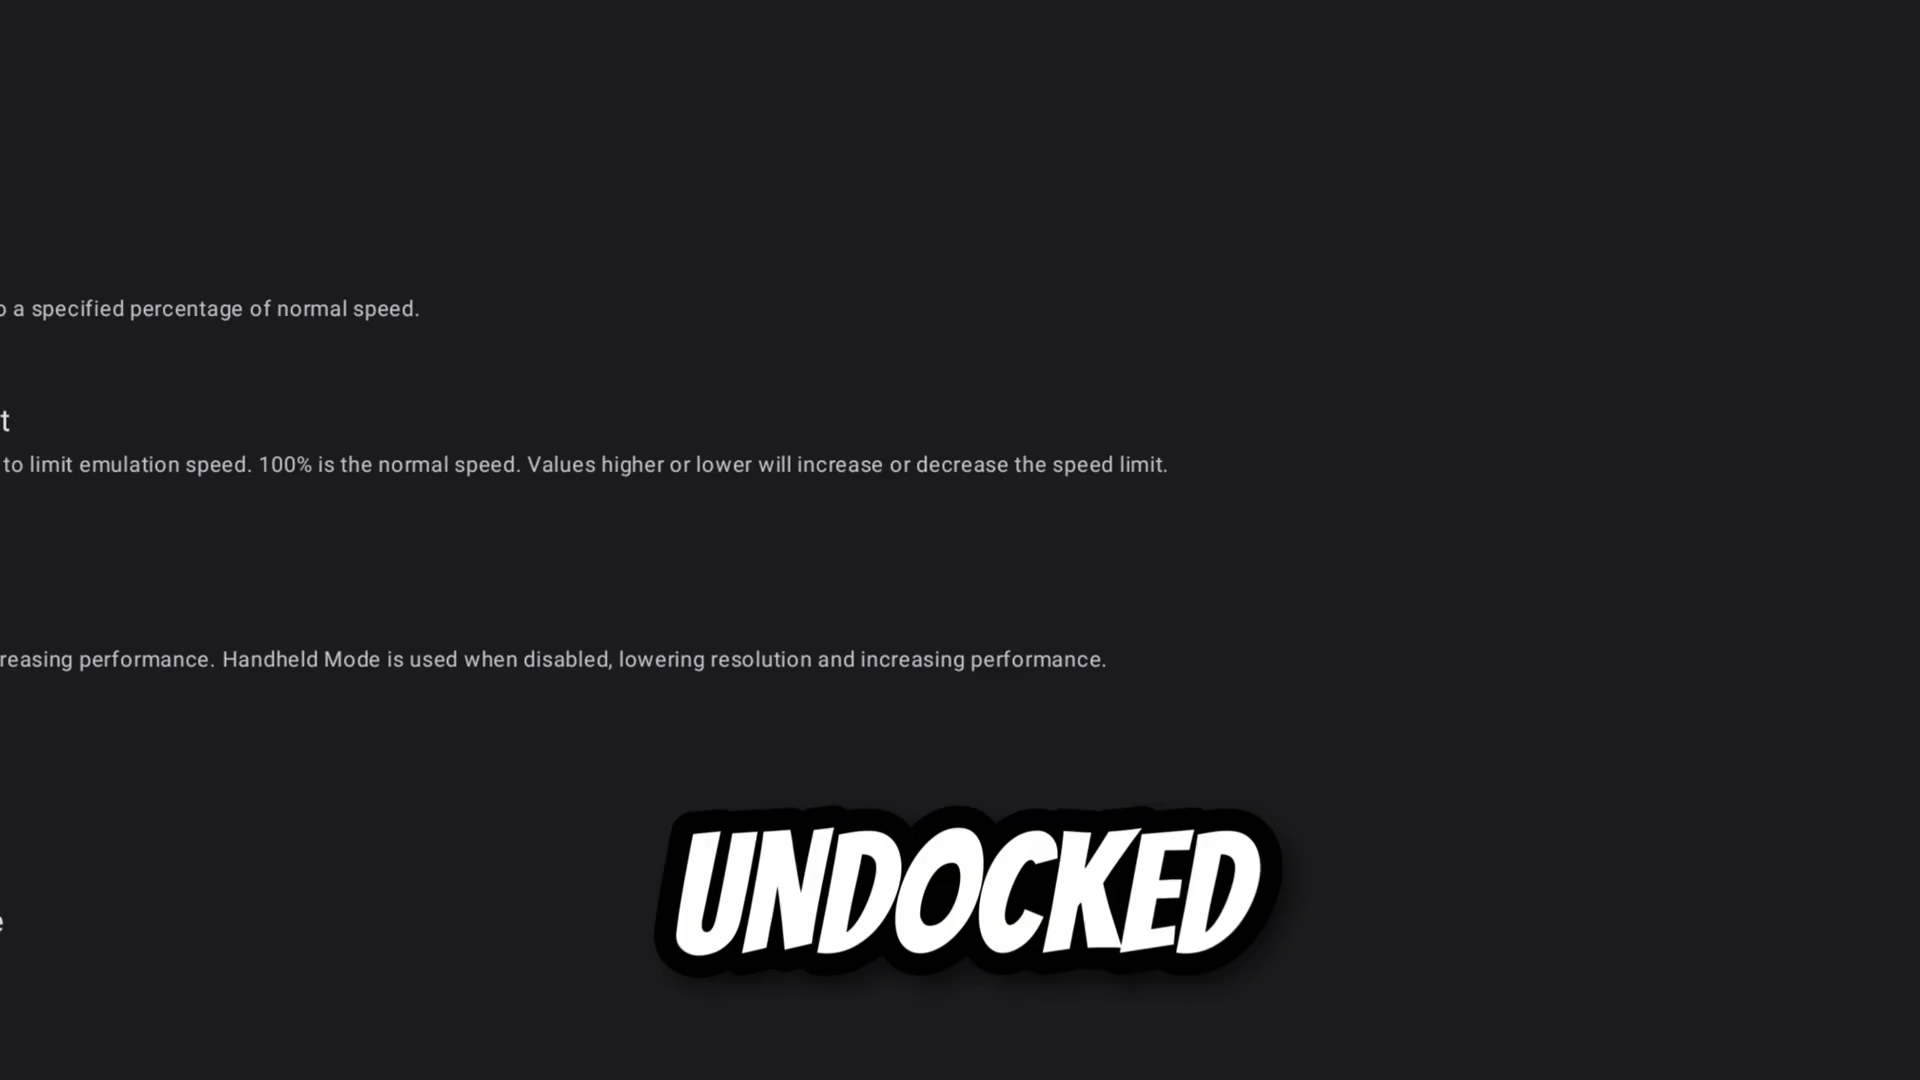 a specified percentage of normal speed.
to limit emulation speed. 100% is the normal speed. Values higher or lower will increase or decrease the speed limit.
reasing performance. Handheld Mode is used when disabled, lowering resolution and increasing performance.
UNDOCKED